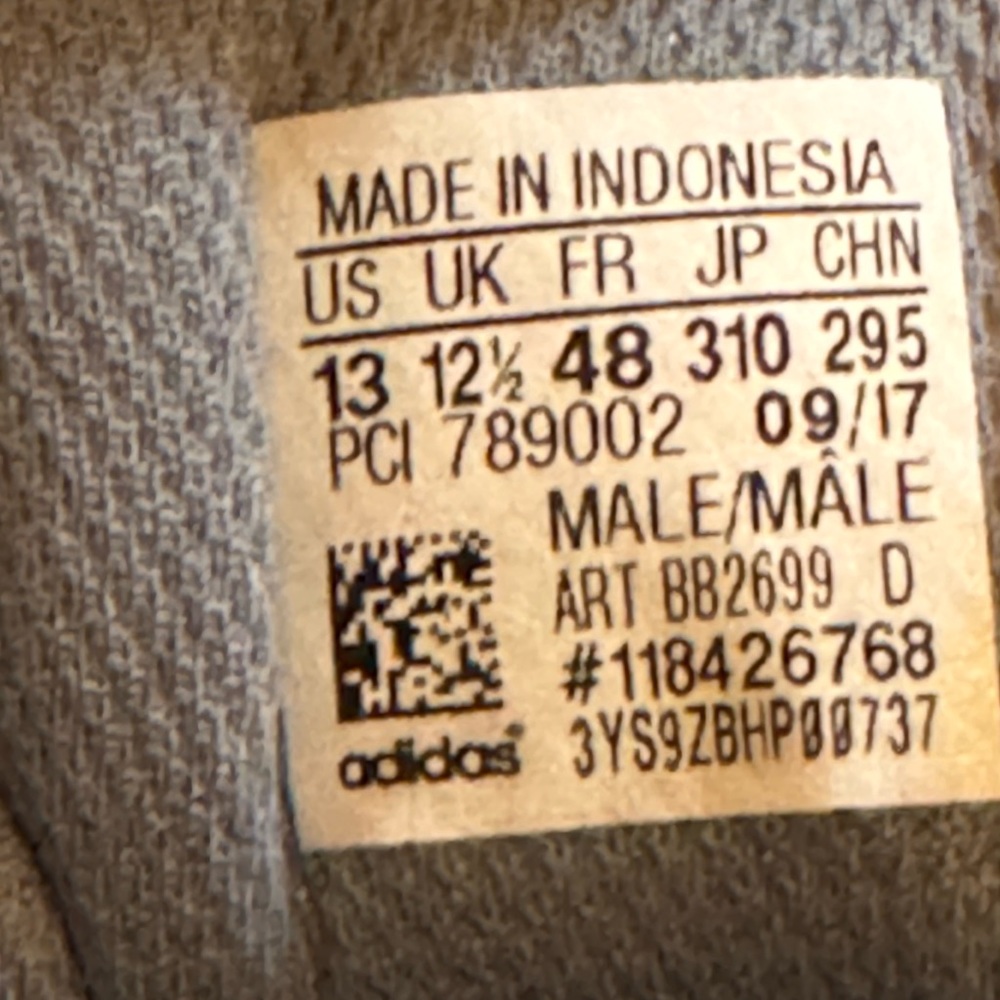 MADE IN INDONESIA
US UK FR JP CHN
13 12½ 48 310 295
PCI 789002 09/17
MALE/MÂLE
ART BB2699 D
#118426768
adidas® 3YS9ZBHP00737